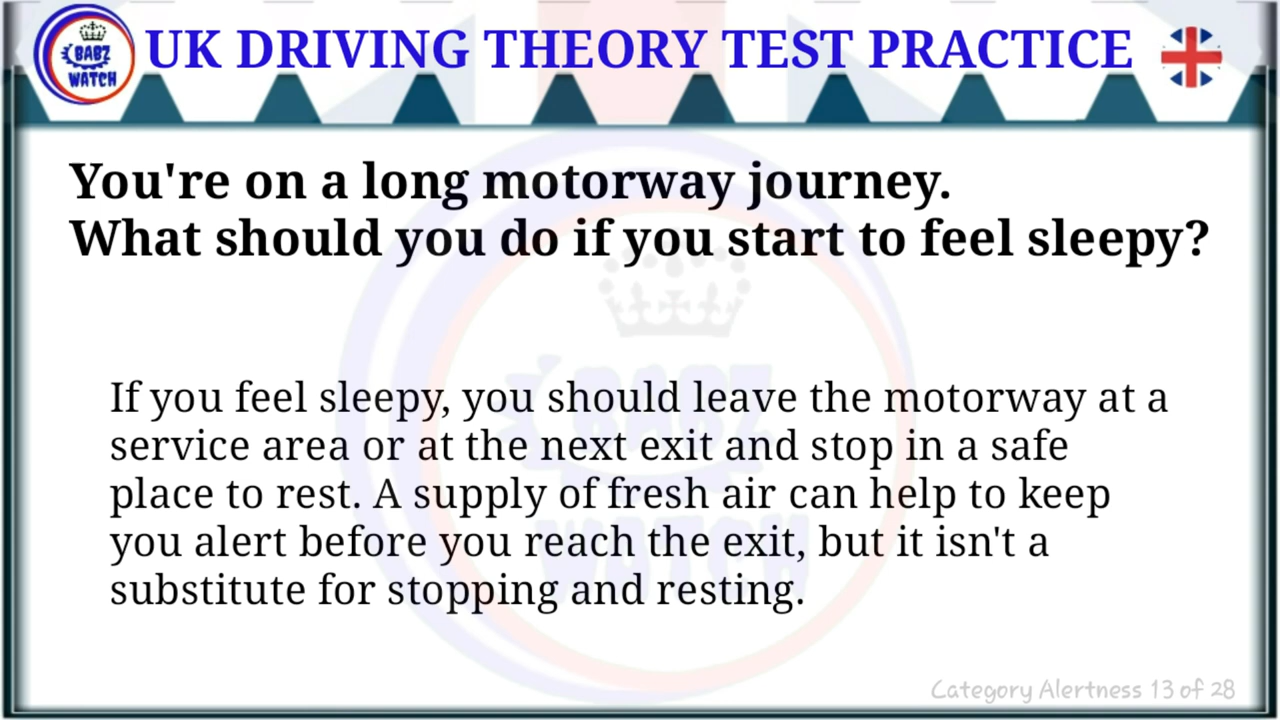 BABZ
WATCH
UK DRIVING THEORY TEST PRACTICE
You're on a long motorway journey.
What should you do if you start to feel sleepy?
If you feel sleepy, you should leave the motorway at a
service area or at the next exit and stop in a safe
place to rest. A supply of fresh air can help to keep
you alert before you reach the exit, but it isn't a
substitute for stopping and resting.
BABZ
WATCH
Category Alertness 13 of 28